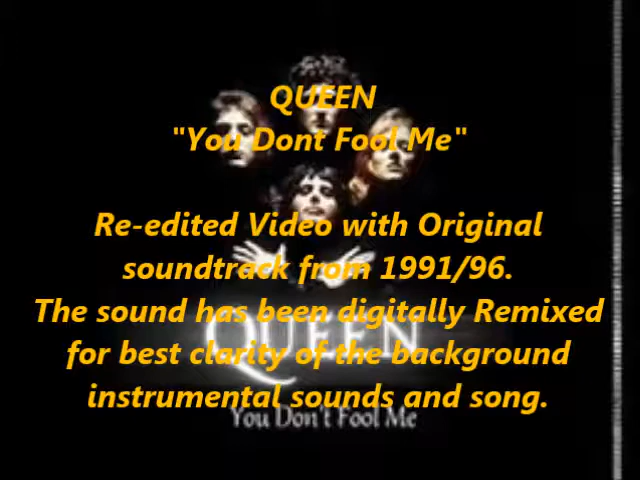 QUEEN
"You Dont Fool Me"
Re-edited Video with Original
soundtrack from 1991/96.
The sound has been digitally Remixed
for best clarity of the background
instrumental sounds and song.
QUEEN
You Don't Fool Me